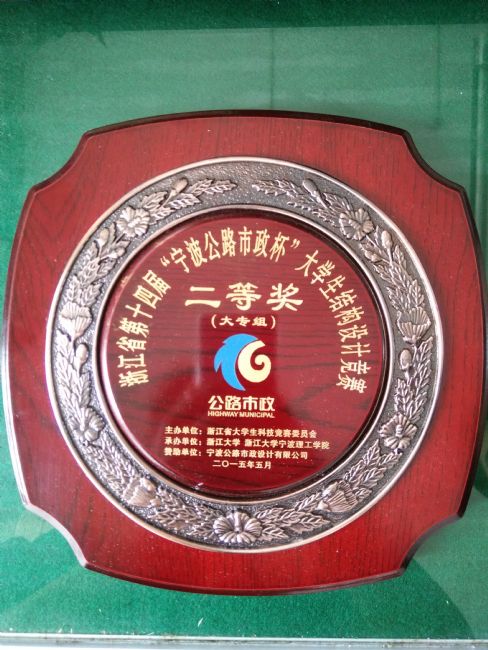 浙江省第十四届“宁波公路市政杯”大学生结构设计竞赛
二等奖
（大专组）
公路市政
HIGHWAY MUNICIPAL
主办单位：浙江省大学生科技竞赛委员会
承办单位：浙江大学 浙江大学宁波理工学院
赞助单位：宁波公路市政设计有限公司
二〇一五年五月